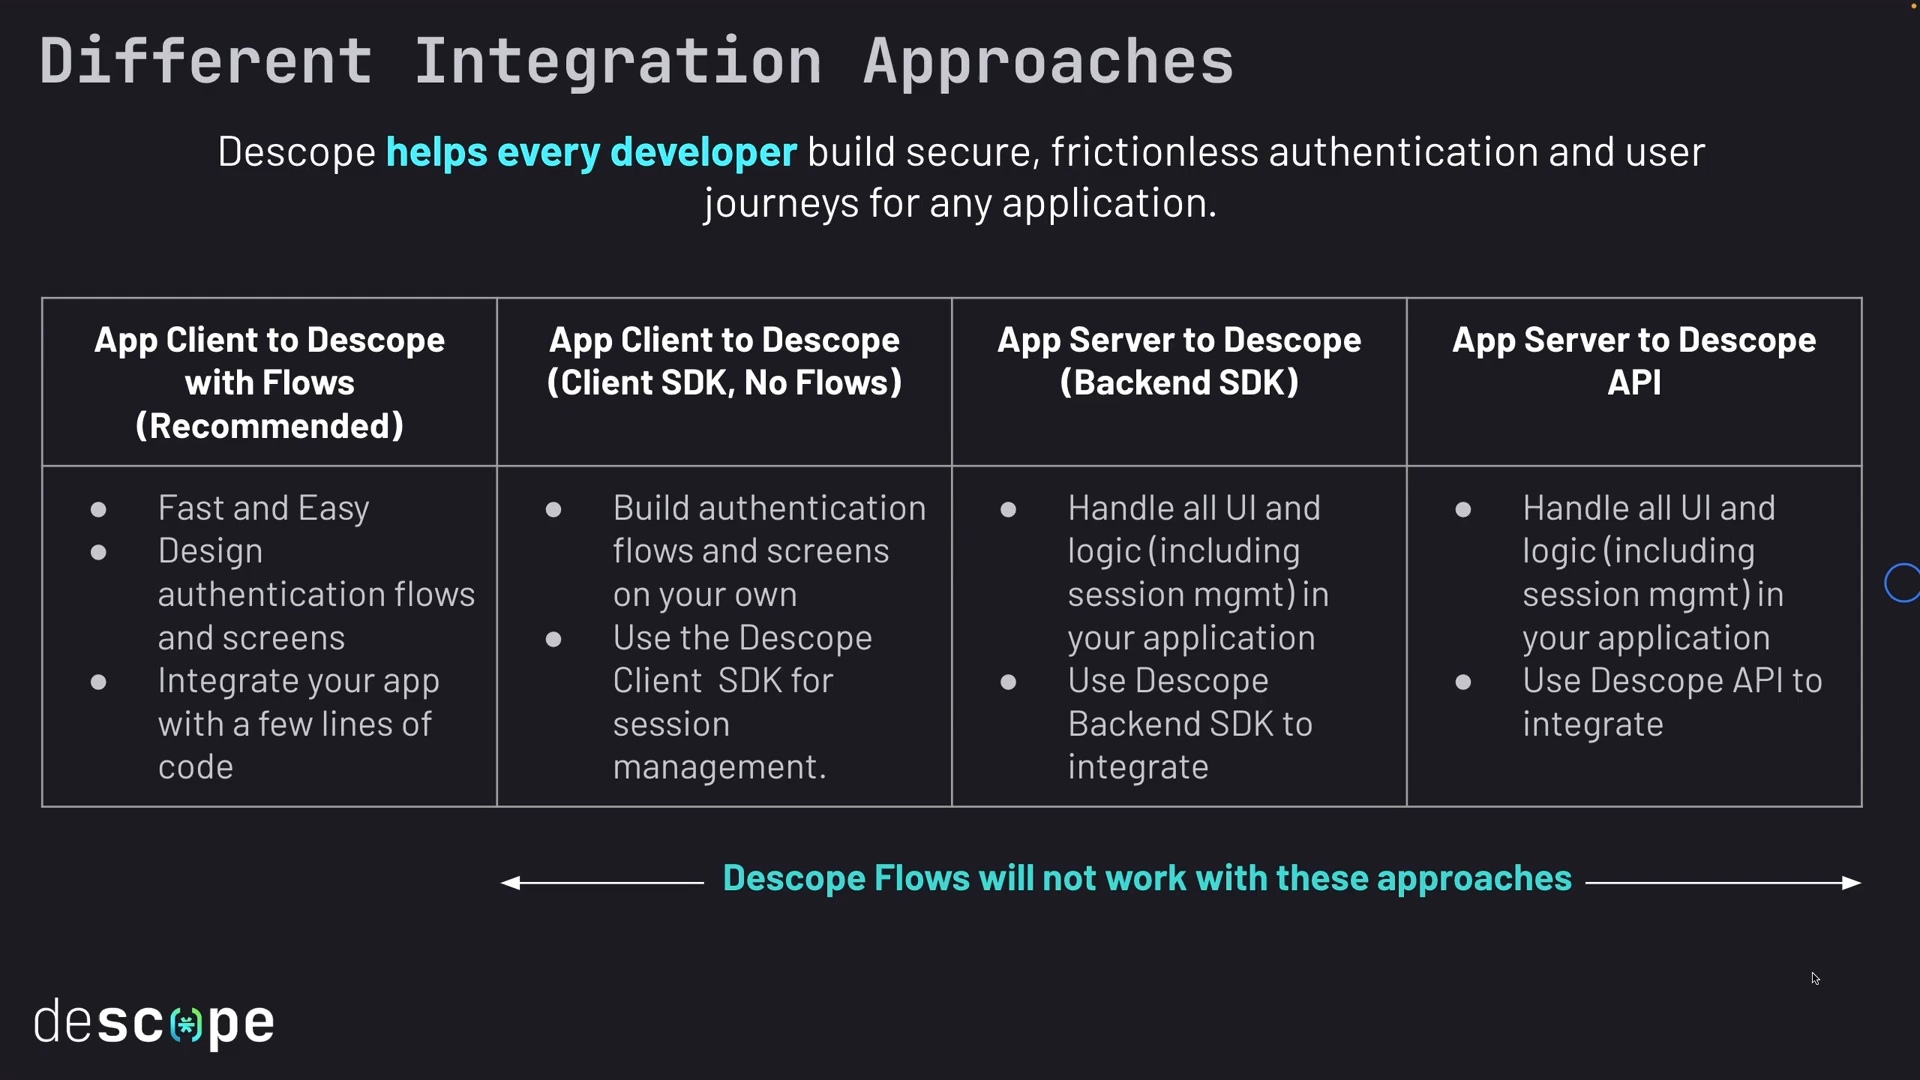 Different Integration Approaches
Descope helps every developer build secure, frictionless authentication and user
journeys for any application.
App Client to Descope
with Flows
(Recommended)
App Client to Descope
(Client SDK, No Flows)
App Server to Descope
(Backend SDK)
App Server to Descope
API
● Fast and Easy
● Design
authentication flows
and screens
● Integrate your app
with a few lines of
code
● Build authentication
flows and screens
on your own
● Use the Descope
Client  SDK for
session
management.
● Handle all UI and
logic (including
session mgmt) in
your application
● Use Descope
Backend SDK to
integrate
● Handle all UI and
logic (including
session mgmt) in
your application
● Use Descope API to
integrate
Descope Flows will not work with these approaches
descope